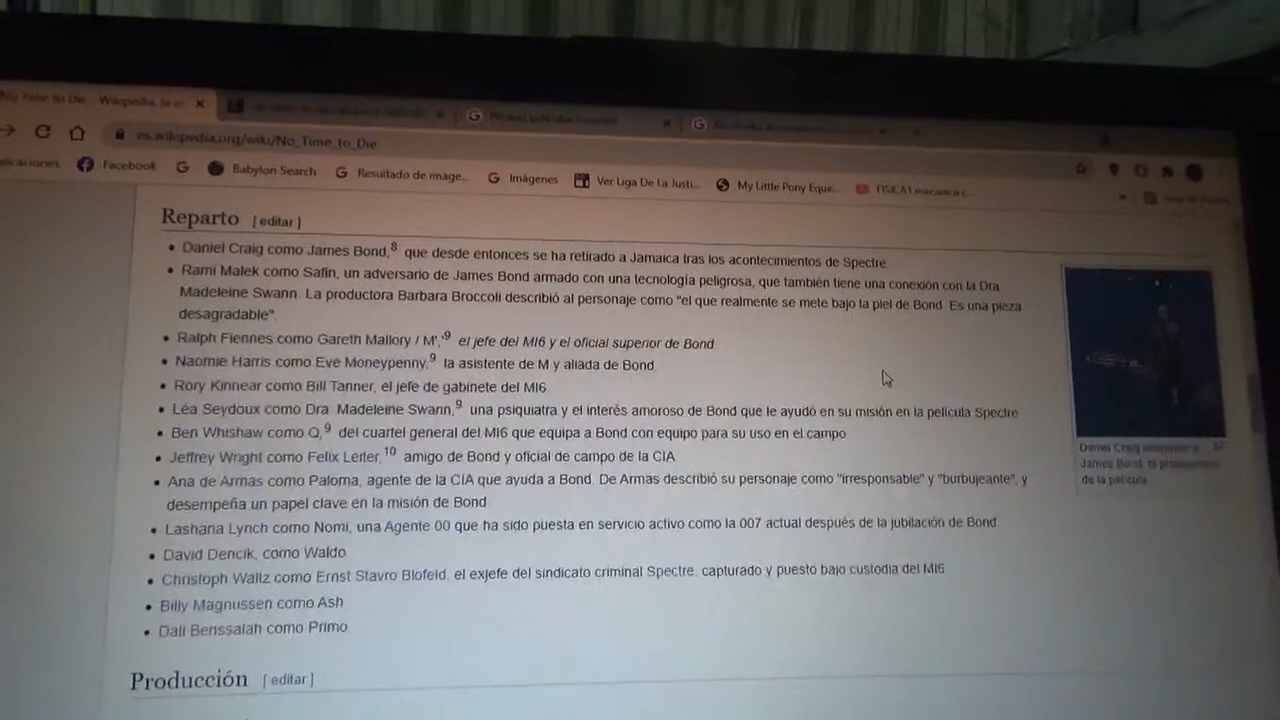 No Time to Die - Wikipedia, la e
es.wikipedia.org/wiki/No_Time_to_Die
Facebook
Babylon Search
Resultado de image...
Imágenes
Ver Liga De La Justi...
My Little Pony Eque...
FISICA1 mecanica c...
Reparto [ editar ]
Daniel Craig como James Bond,8 que desde entonces se ha retirado a Jamaica tras los acontecimientos de Spectre
Rami Malek como Safin, un adversario de James Bond armado con una tecnología peligrosa, que también tiene una conexión con la Dra
Madeleine Swann. La productora Barbara Broccoli describió al personaje como "el que realmente se mete bajo la piel de Bond. Es una pieza
desagradable".
Ralph Fiennes como Gareth Mallory / M',9 el jefe del MI6 y el oficial superior de Bond
Naomie Harris como Eve Moneypenny,9 la asistente de M y aliada de Bond
Rory Kinnear como Bill Tanner, el jefe de gabinete del MI6
Léa Seydoux como Dra. Madeleine Swann,9 una psiquiatra y el interés amoroso de Bond que le ayudó en su misión en la película Spectre
Ben Whishaw como Q,9 del cuartel general del MI6 que equipa a Bond con equipo para su uso en el campo
Jeffrey Wright como Felix Leiter,10 amigo de Bond y oficial de campo de la CIA
Ana de Armas como Paloma, agente de la CIA que ayuda a Bond. De Armas describió su personaje como "irresponsable" y "burbujeante", y
desempeña un papel clave en la misión de Bond
Lashana Lynch como Nomi, una Agente 00 que ha sido puesta en servicio activo como la 007 actual después de la jubilación de Bond
David Dencik, como Waldo
Christoph Waltz como Ernst Stavro Blofeld, el exjefe del sindicato criminal Spectre, capturado y puesto bajo custodia del MI6
Billy Magnussen como Ash
Dali Benssalah como Primo
Daniel Craig
James Bond,
de la película
Producción [ editar ]